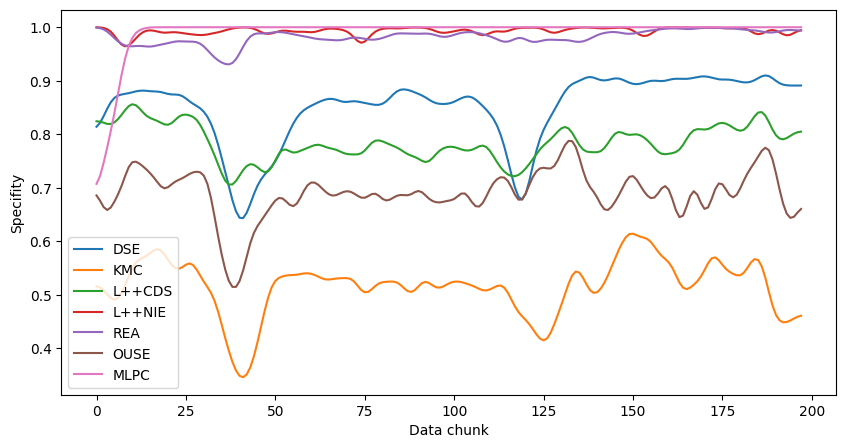 1.0
0.9
0.8
0.7
0.6
0.5
0.4
Specifity
DSE
KMC
L++CDS
L++NIE
REA
OUSE
MLPC
0 25 50 75 100 125 150 175 200
Data chunk